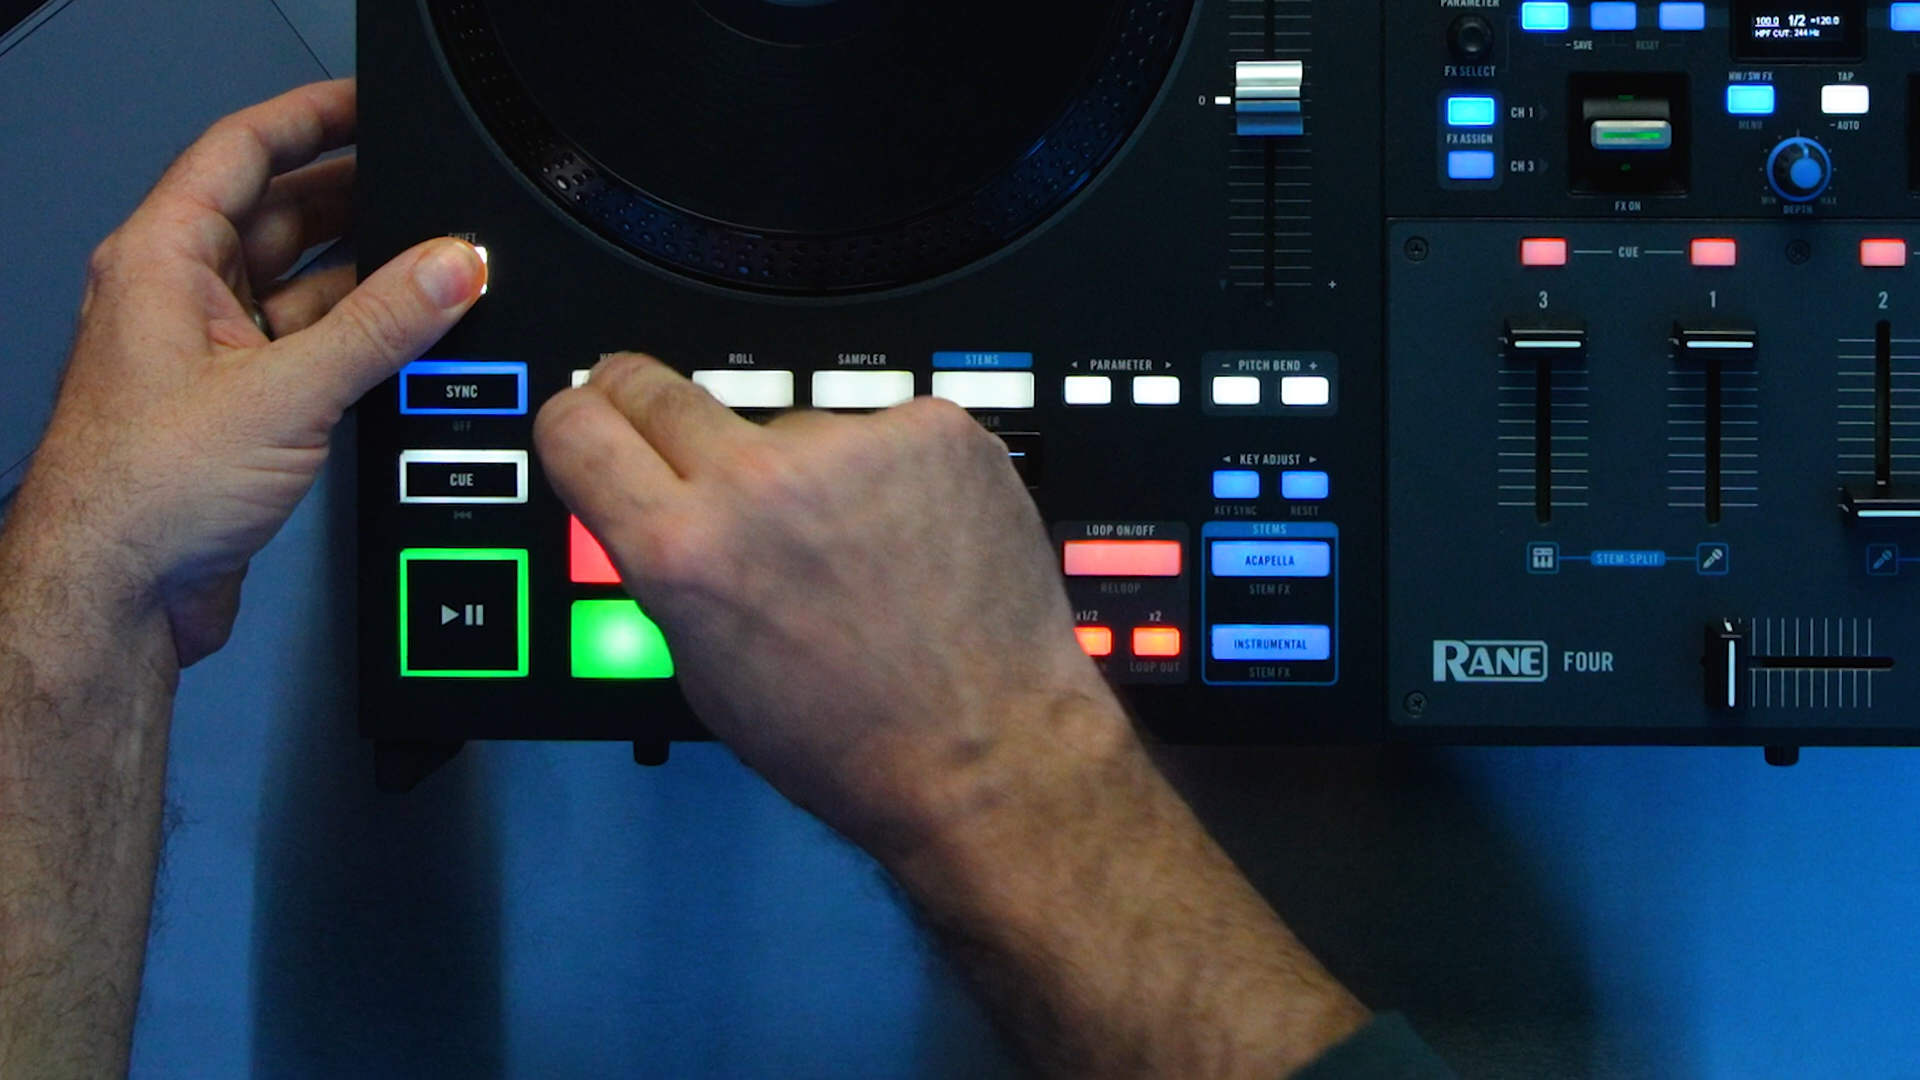 PARAMETER
100.0 1/2 =120.0
HPF CUT: 244 Hz
- SAVE
RESET
FX SELECT
HW/SW FX
TAP
CH 1
MENU
- AUTO
FX ASSIGN
CH 3
MIN
MAX
DEPTH
FX ON
0
+
SHIFT
CUE
3
1
2
ROLL
SAMPLER
STEMS
PARAMETER
- PITCH BEND +
SYNC
OFF
CUE
KEY ADJUST
KEY SYNC
RESET
LOOP ON/OFF
RELOOP
STEMS
ACAPELLA
STEM FX
STEM-SPLIT
x1/2
x2
LOOP OUT
INSTRUMENTAL
STEM FX
RANE FOUR